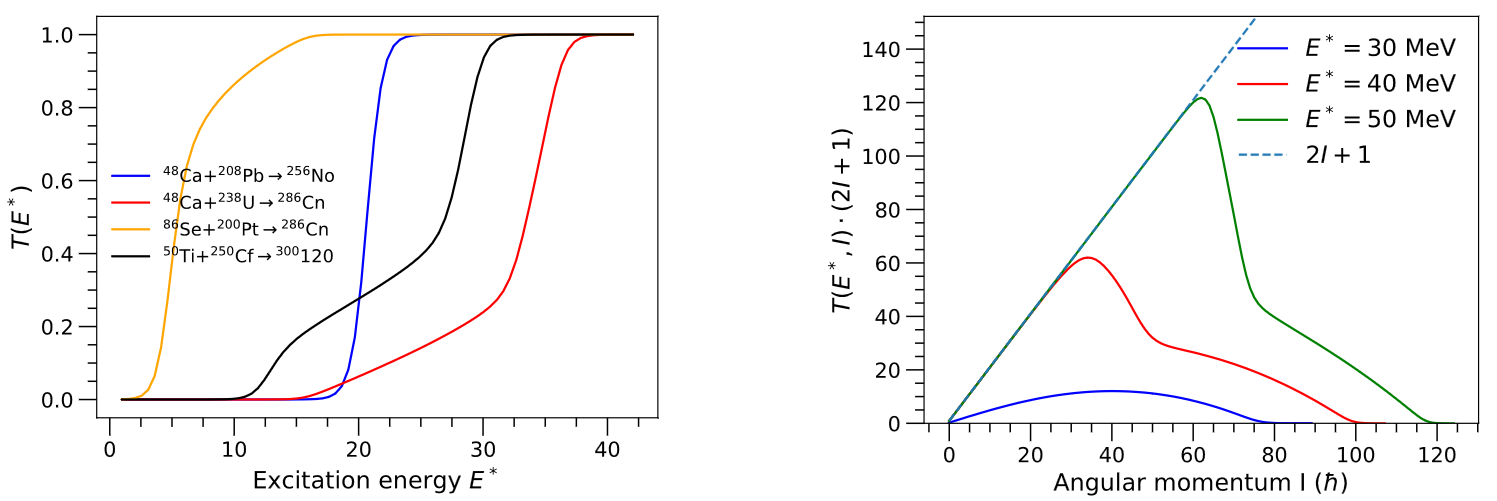 1.0
0.8
0.6
0.4
0.2
0.0
T(E*)
⁴⁸Ca+²⁰⁸Pb→²⁵⁶No
⁴⁸Ca+²³⁸U→²⁸⁶Cn
⁸⁶Se+²⁰⁰Pt→²⁸⁶Cn
⁵⁰Ti+²⁵⁰Cf→³⁰⁰120
0 10 20 30 40
Excitation energy E*
140
120
100
80
60
40
20
0
T(E*, I) · (2I + 1)
E* = 30 MeV
E* = 40 MeV
E* = 50 MeV
2I + 1
0 20 40 60 80 100 120
Angular momentum I (ħ)